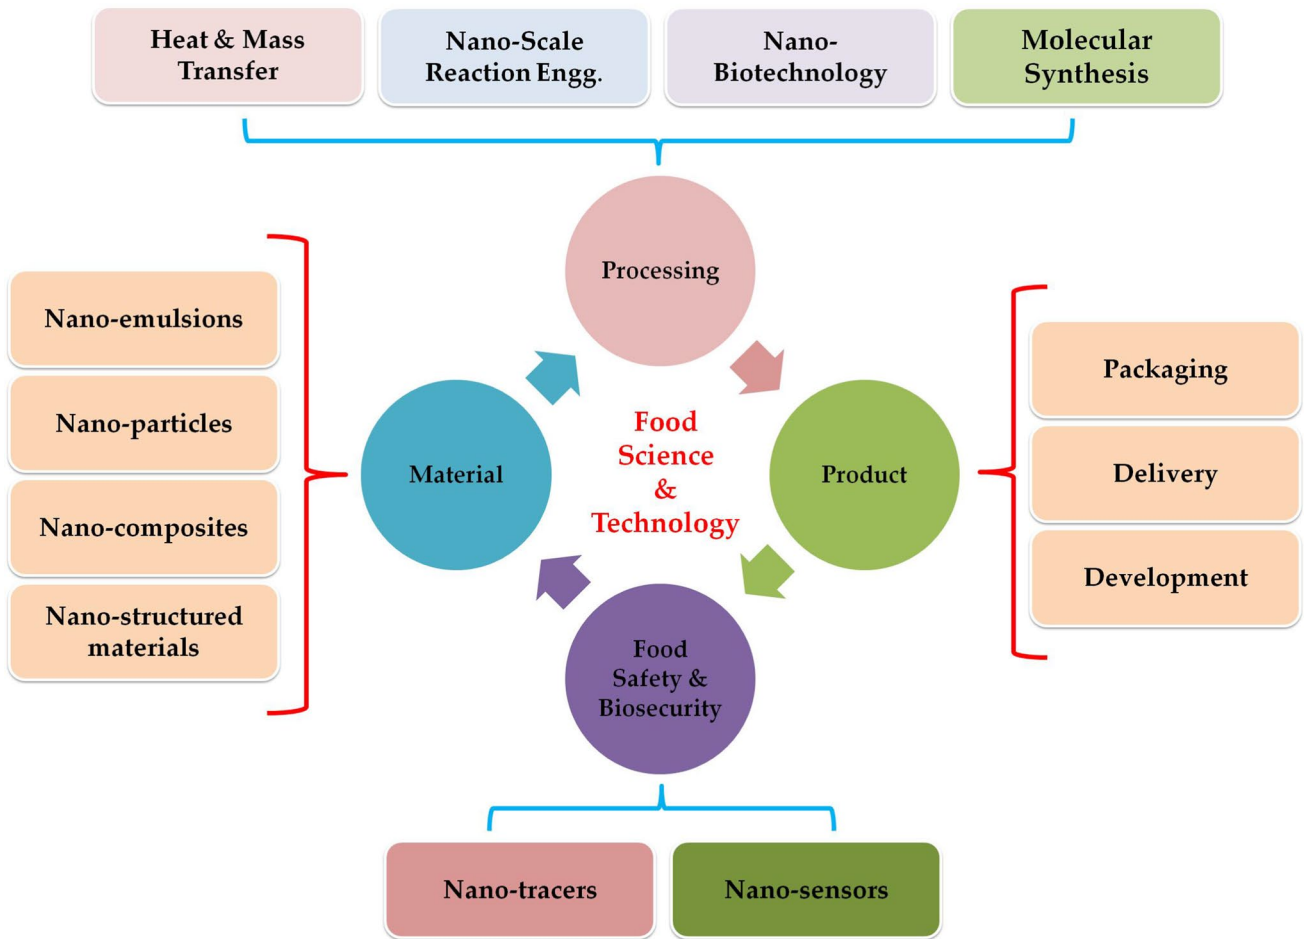 Heat & Mass
Transfer
Nano-Scale
Reaction Engg.
Nano-
Biotechnology
Molecular
Synthesis
Processing
Nano-emulsions
Nano-particles
Nano-composites
Nano-structured
materials
Material
Food
Science
&
Technology
Product
Packaging
Delivery
Development
Food
Safety &
Biosecurity
Nano-tracers
Nano-sensors